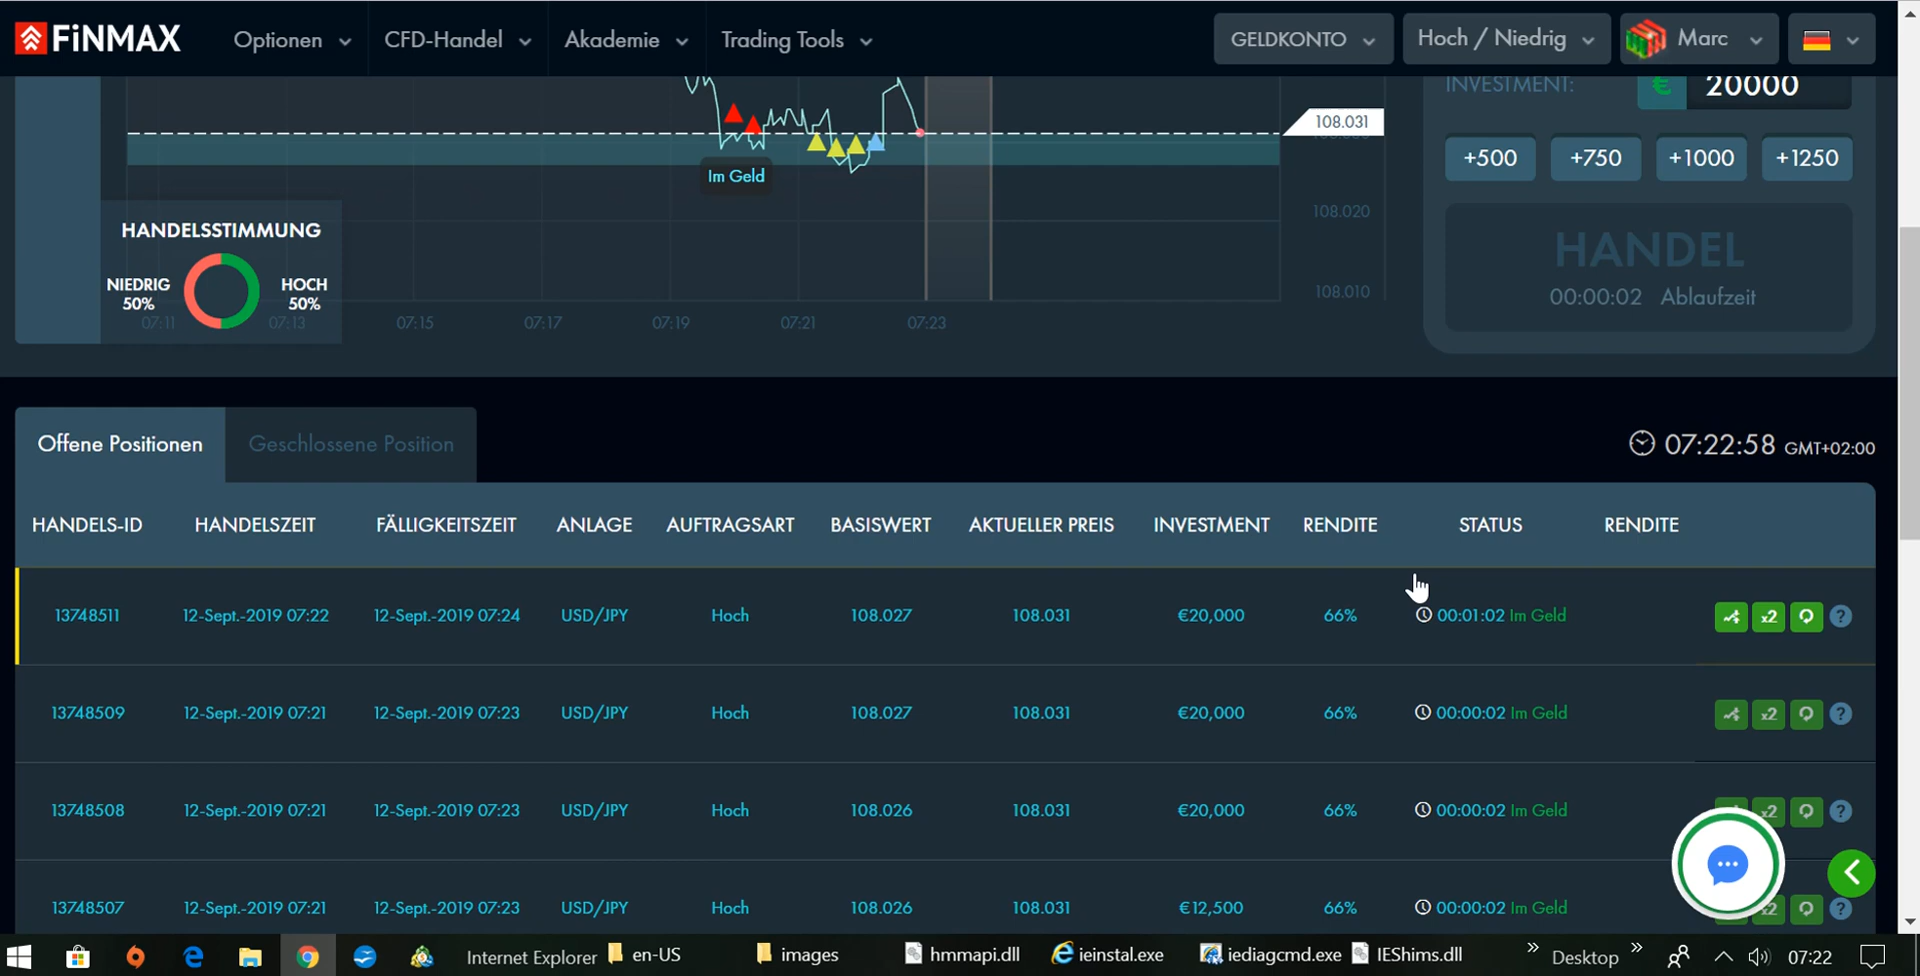 FiNMAX Optionen CFD-Handel Akademie Trading Tools GELDKONTO Hoch / Niedrig Marc
INVESTMENT: € 20000
108.031
+500 +750 +1000 +1250
Im Geld
108.020
HANDELSSTIMMUNG
HANDEL
NIEDRIG 50% HOCH 50%
00:00:02 Ablaufzeit
108.010
07:11 07:13 07:15 07:17 07:19 07:21 07:23
Offene Positionen Geschlossene Position 07:22:58 GMT+02:00
HANDELS-ID HANDELSZEIT FÄLLIGKEITSZEIT ANLAGE AUFTRAGSART BASISWERT AKTUELLER PREIS INVESTMENT RENDITE STATUS RENDITE
13748511 12-Sept.-2019 07:22 12-Sept.-2019 07:24 USD/JPY Hoch 108.027 108.031 €20,000 66% 00:01:02 Im Geld x2 ?
13748509 12-Sept.-2019 07:21 12-Sept.-2019 07:23 USD/JPY Hoch 108.027 108.031 €20,000 66% 00:00:02 Im Geld x2 ?
13748508 12-Sept.-2019 07:21 12-Sept.-2019 07:23 USD/JPY Hoch 108.026 108.031 €20,000 66% 00:00:02 Im Geld x2 ?
13748507 12-Sept.-2019 07:21 12-Sept.-2019 07:23 USD/JPY Hoch 108.026 108.031 €12,500 66% 00:00:02 Im Geld x2 ?
Internet Explorer en-US images hmmapi.dll ieinstal.exe iediagcmd.exe IEShims.dll » Desktop » 07:22